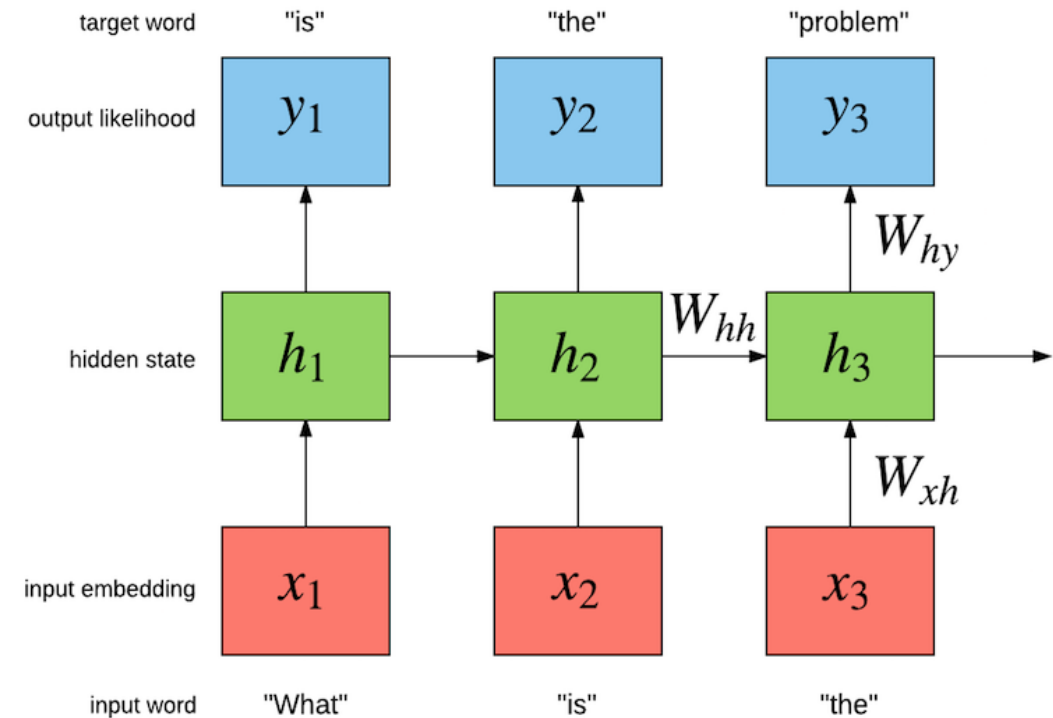 target word "is" "the" "problem"
output likelihood y₁ y₂ y₃
W_hy
W_hh
hidden state h₁ h₂ h₃
W_xh
input embedding x₁ x₂ x₃
input word "What" "is" "the"